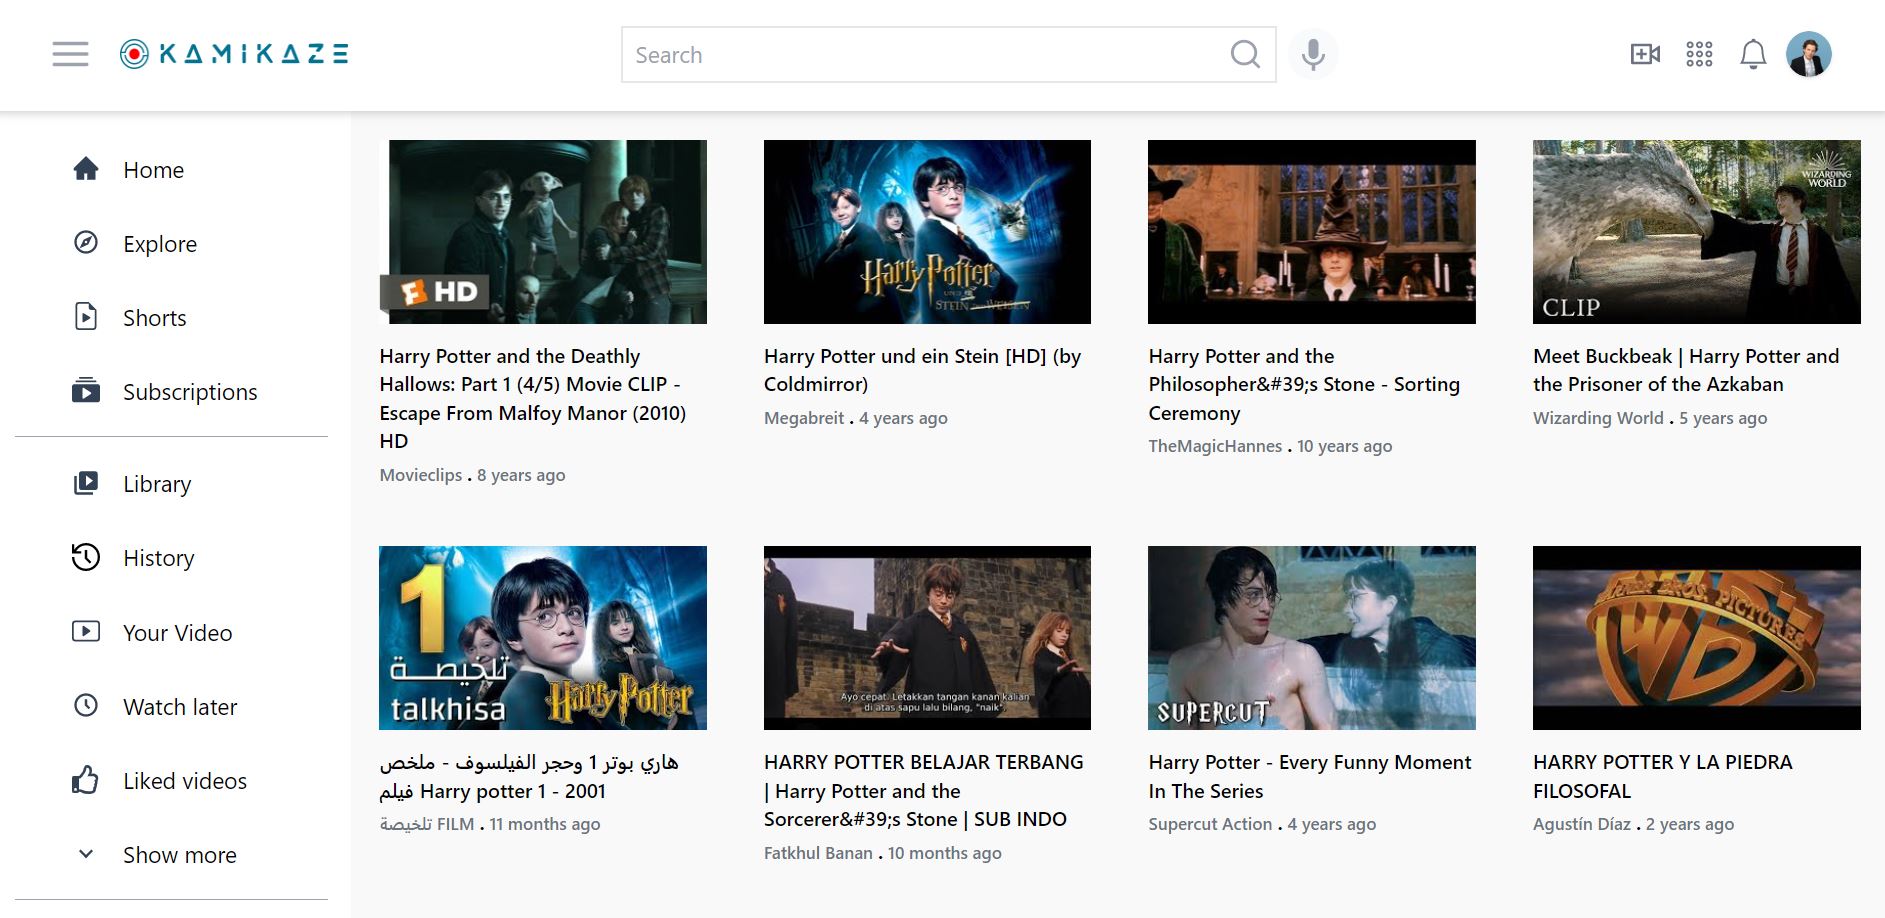 KAMIKAZE
Search
Home
Explore
Shorts
Subscriptions
Library
History
Your Video
Watch later
Liked videos
Show more
HD
Harry Potter and the Deathly
Hallows: Part 1 (4/5) Movie CLIP -
Escape From Malfoy Manor (2010)
HD
Movieclips . 8 years ago
Harry Potter
UND EIN
STEIN DER WEISEN
Harry Potter und ein Stein [HD] (by
Coldmirror)
Megabreit . 4 years ago
Harry Potter and the
Philosopher&#39;s Stone - Sorting
Ceremony
TheMagicHannes . 10 years ago
WIZARDING
WORLD
CLIP
Meet Buckbeak | Harry Potter and
the Prisoner of the Azkaban
Wizarding World . 5 years ago
1
تلخيصة
talkhisa
Harry Potter
هاري بوتر 1 وحجر الفيلسوف - ملخص
فيلم Harry potter 1 - 2001
تلخيصة FILM . 11 months ago
Ayo cepat. Letakkan tangan kanan kalian
di atas sapu lalu bilang, "naik".
HARRY POTTER BELAJAR TERBANG
| Harry Potter and the
Sorcerer&#39;s Stone | SUB INDO
Fatkhul Banan . 10 months ago
SUPERCUT
Harry Potter - Every Funny Moment
In The Series
Supercut Action . 4 years ago
BROS. PICTURES
WB
HARRY POTTER Y LA PIEDRA
FILOSOFAL
Agustín Díaz . 2 years ago